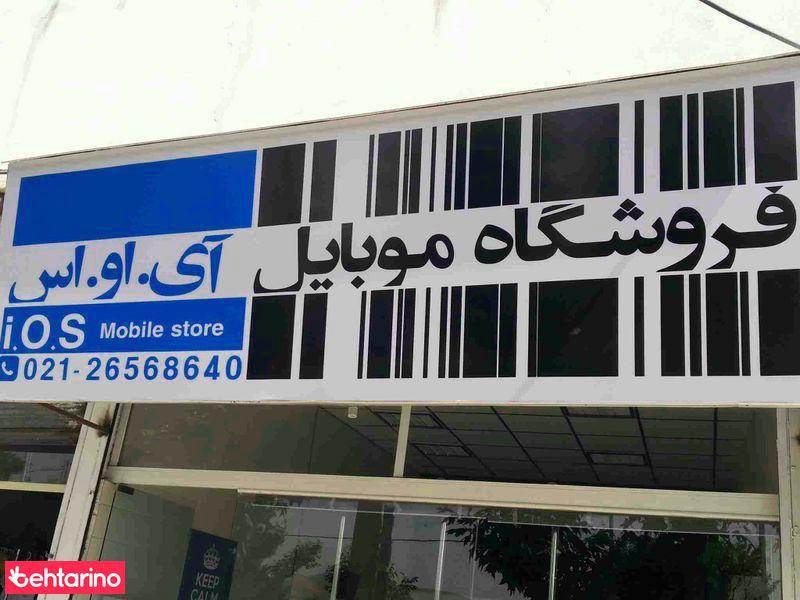 فروشگاه موبایل آی.او.اس
i.O.S Mobile store
021-26568640
KEEP
CALM
behtarino